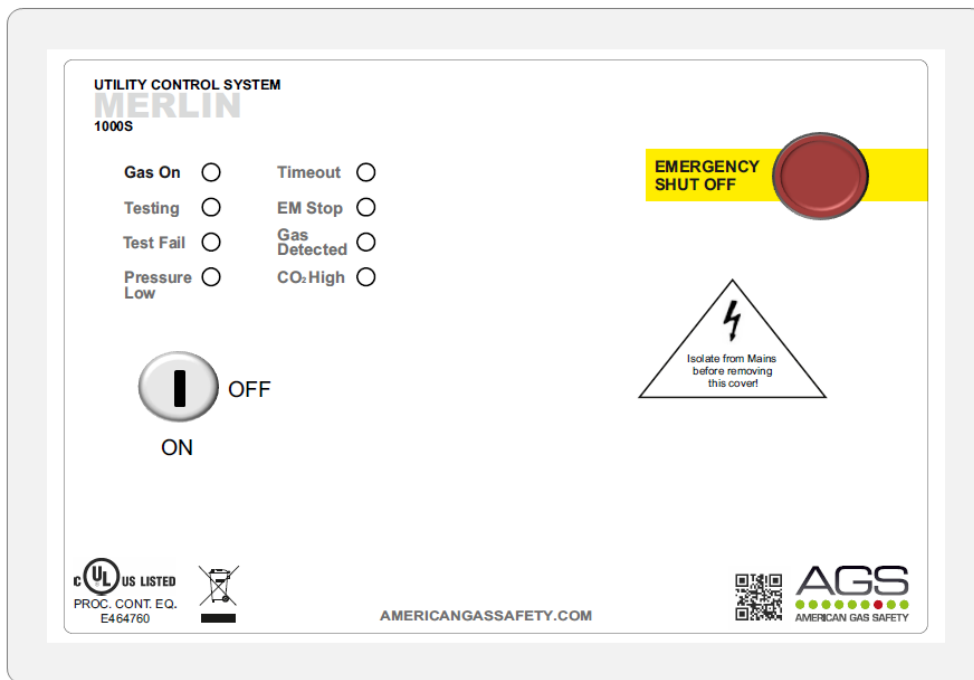 UTILITY CONTROL SYSTEM
MERLIN
1000S
Gas On
Timeout
Testing
EM Stop
Test Fail
Gas
Detected
Pressure
Low
CO₂ High
EMERGENCY
SHUT OFF
Isolate from Mains
before removing
this cover!
OFF
ON
C UL US LISTED
PROC. CONT. EQ.
E464760
AMERICANGASSAFETY.COM
AGS
AMERICAN GAS SAFETY